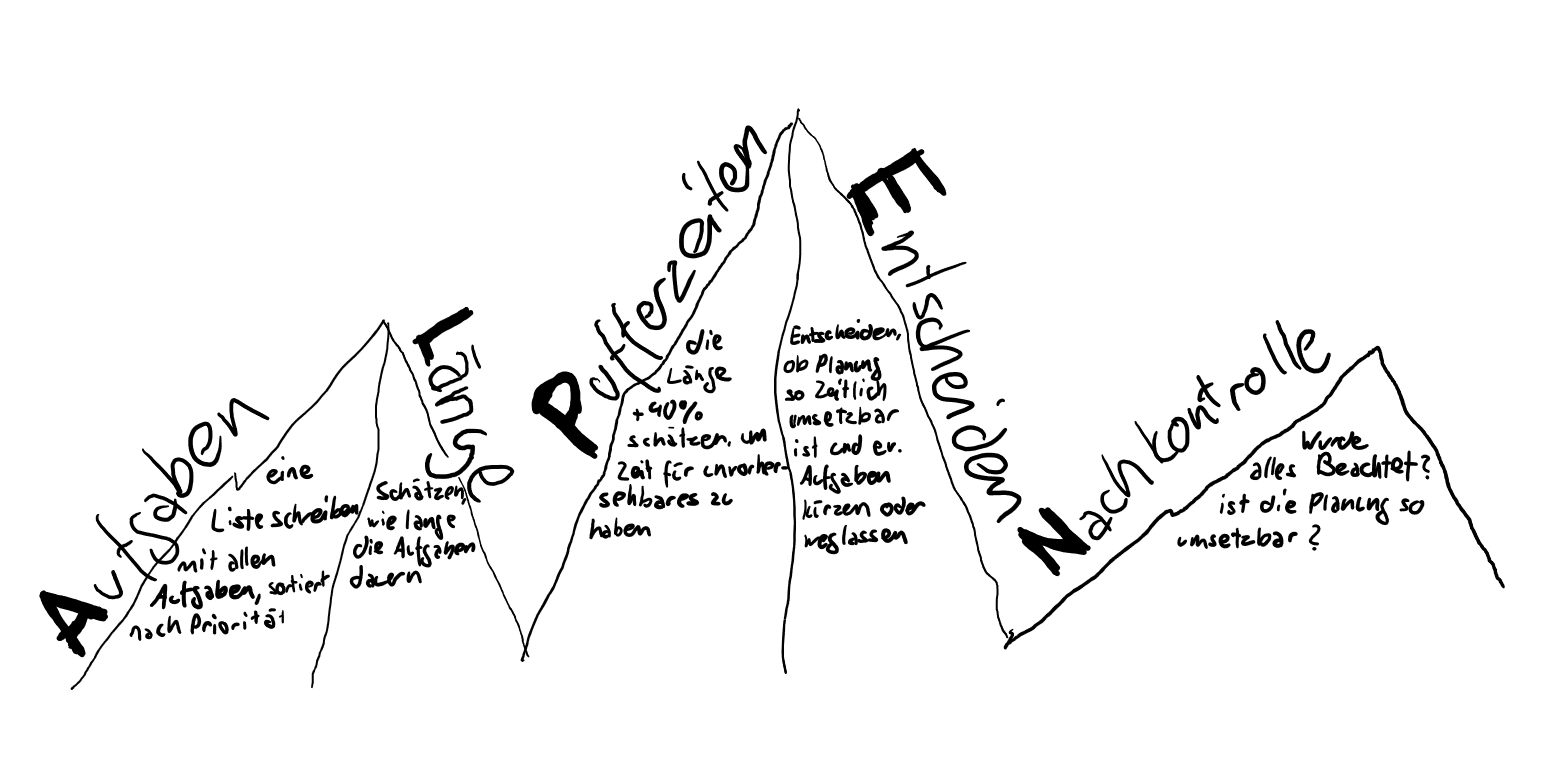 Aufgaben
eine
Liste schreiben
mit allen
Aufgaben, sortiert
nach Priorität
Länge
Schätzen,
wie lange
die Aufgaben
dauern
Pufferzeiten
die
Länge
+40%
schätzen, um
Zeit für unvorher-
sehbares zu
haben
Entscheiden
Entscheiden,
ob Planung
so Zeitlich
umsetzbar
ist und ev.
Aufgaben
kürzen oder
weglassen
Nachkontrolle
Wurde
alles Beachtet?
ist die Planung so
umsetzbar?